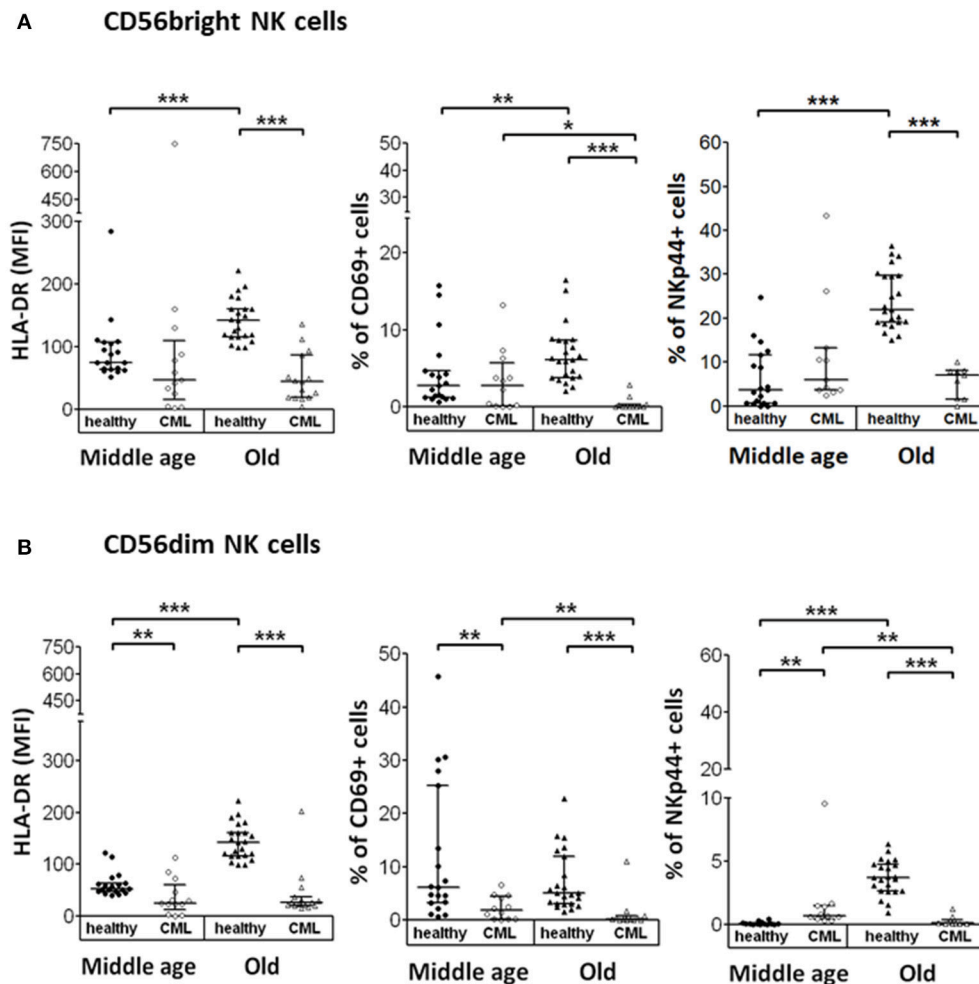 A CD56bright NK cells
*** ***
HLA-DR (MFI)
750
600
450
300
200
100
0
healthy CML healthy CML
Middle age Old
**
*
***
% of CD69+ cells
50
40
30
20
10
0
healthy CML healthy CML
Middle age Old
*** ***
% of NKp44+ cells
60
50
40
30
20
10
0
healthy CML healthy CML
Middle age Old
B CD56dim NK cells
***
** ***
HLA-DR (MFI)
750
600
450
300
200
100
0
healthy CML healthy CML
Middle age Old
**
** ***
% of CD69+ cells
50
40
30
20
10
0
healthy CML healthy CML
Middle age Old
***
**
** ***
% of NKp44+ cells
60
40
20
10
5
0
healthy CML healthy CML
Middle age Old